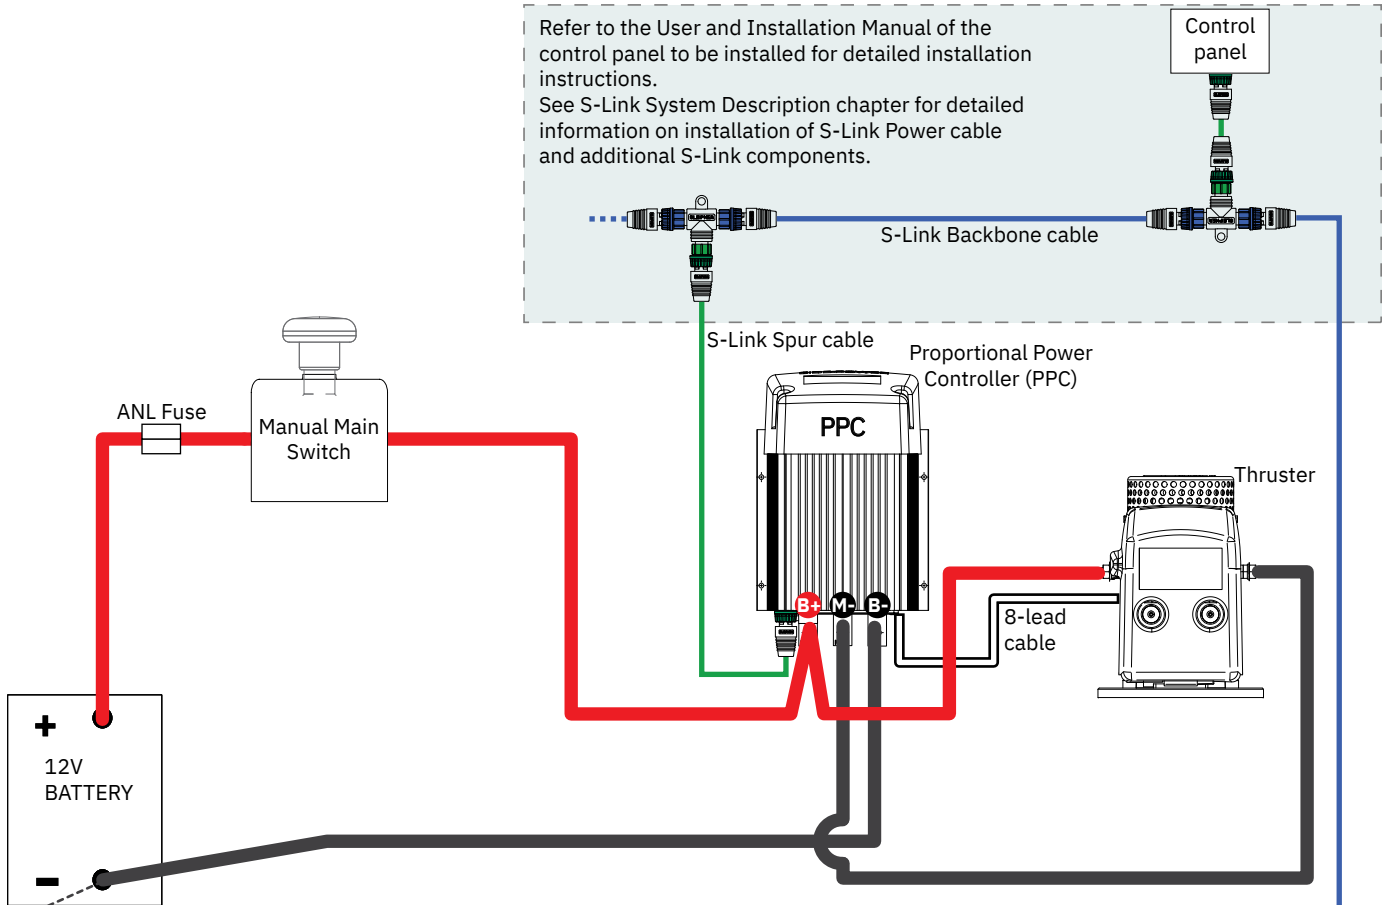 Refer to the User and Installation Manual of the
control panel to be installed for detailed installation
instructions.
See S-Link System Description chapter for detailed
information on installation of S-Link Power cable
and additional S-Link components.
Control
panel
S-Link Backbone cable
S-Link Spur cable
Proportional Power
Controller (PPC)
ANL Fuse
Manual Main
Switch
PPC
Thruster
B+
M-
B-
8-lead
cable
+
12V
BATTERY
-